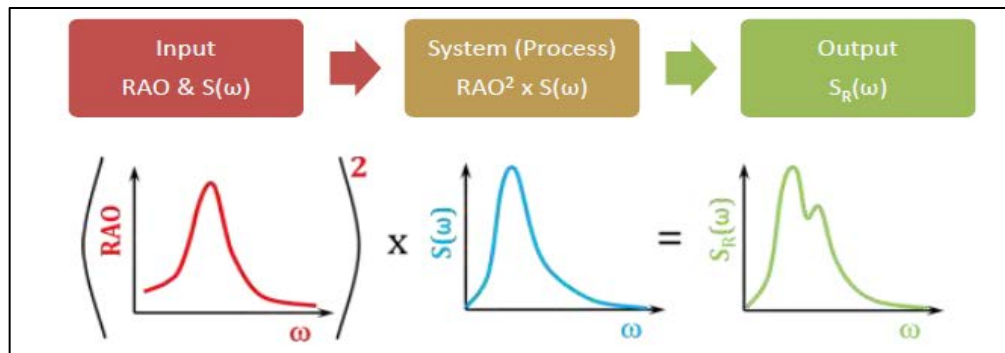 Input
RAO & S(ω)
System (Process)
RAO² x S(ω)
Output
S_R(ω)
RAO
ω
2
x
S(ω)
ω
=
S_R(ω)
ω